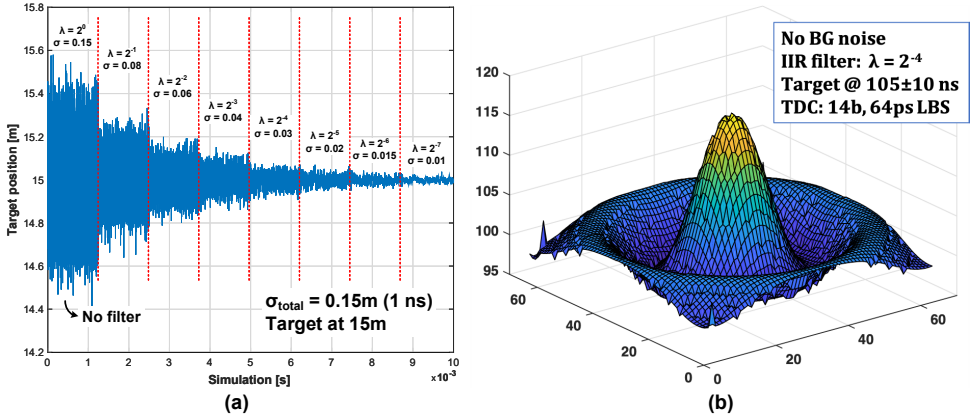 15.8
15.6
15.4
15.2
15
14.8
14.6
14.4
14.2
Target position [m]
λ = 2⁰
σ = 0.15
λ = 2⁻¹
σ = 0.08
λ = 2⁻²
σ = 0.06
λ = 2⁻³
σ = 0.04
λ = 2⁻⁴
σ = 0.03
λ = 2⁻⁵
σ = 0.02
λ = 2⁻⁶
σ = 0.015
λ = 2⁻⁷
σ = 0.01
No filter
σtotal = 0.15m (1 ns)
Target at 15m
0 1 2 3 4 5 6 7 8 9 10
Simulation [s]
×10⁻³
(a)
No BG noise
IIR filter: λ = 2⁻⁴
Target @ 105±10 ns
TDC: 14b, 64ps LBS
120
115
110
105
100
95
60
40
20
0
0
20
40
60
(b)